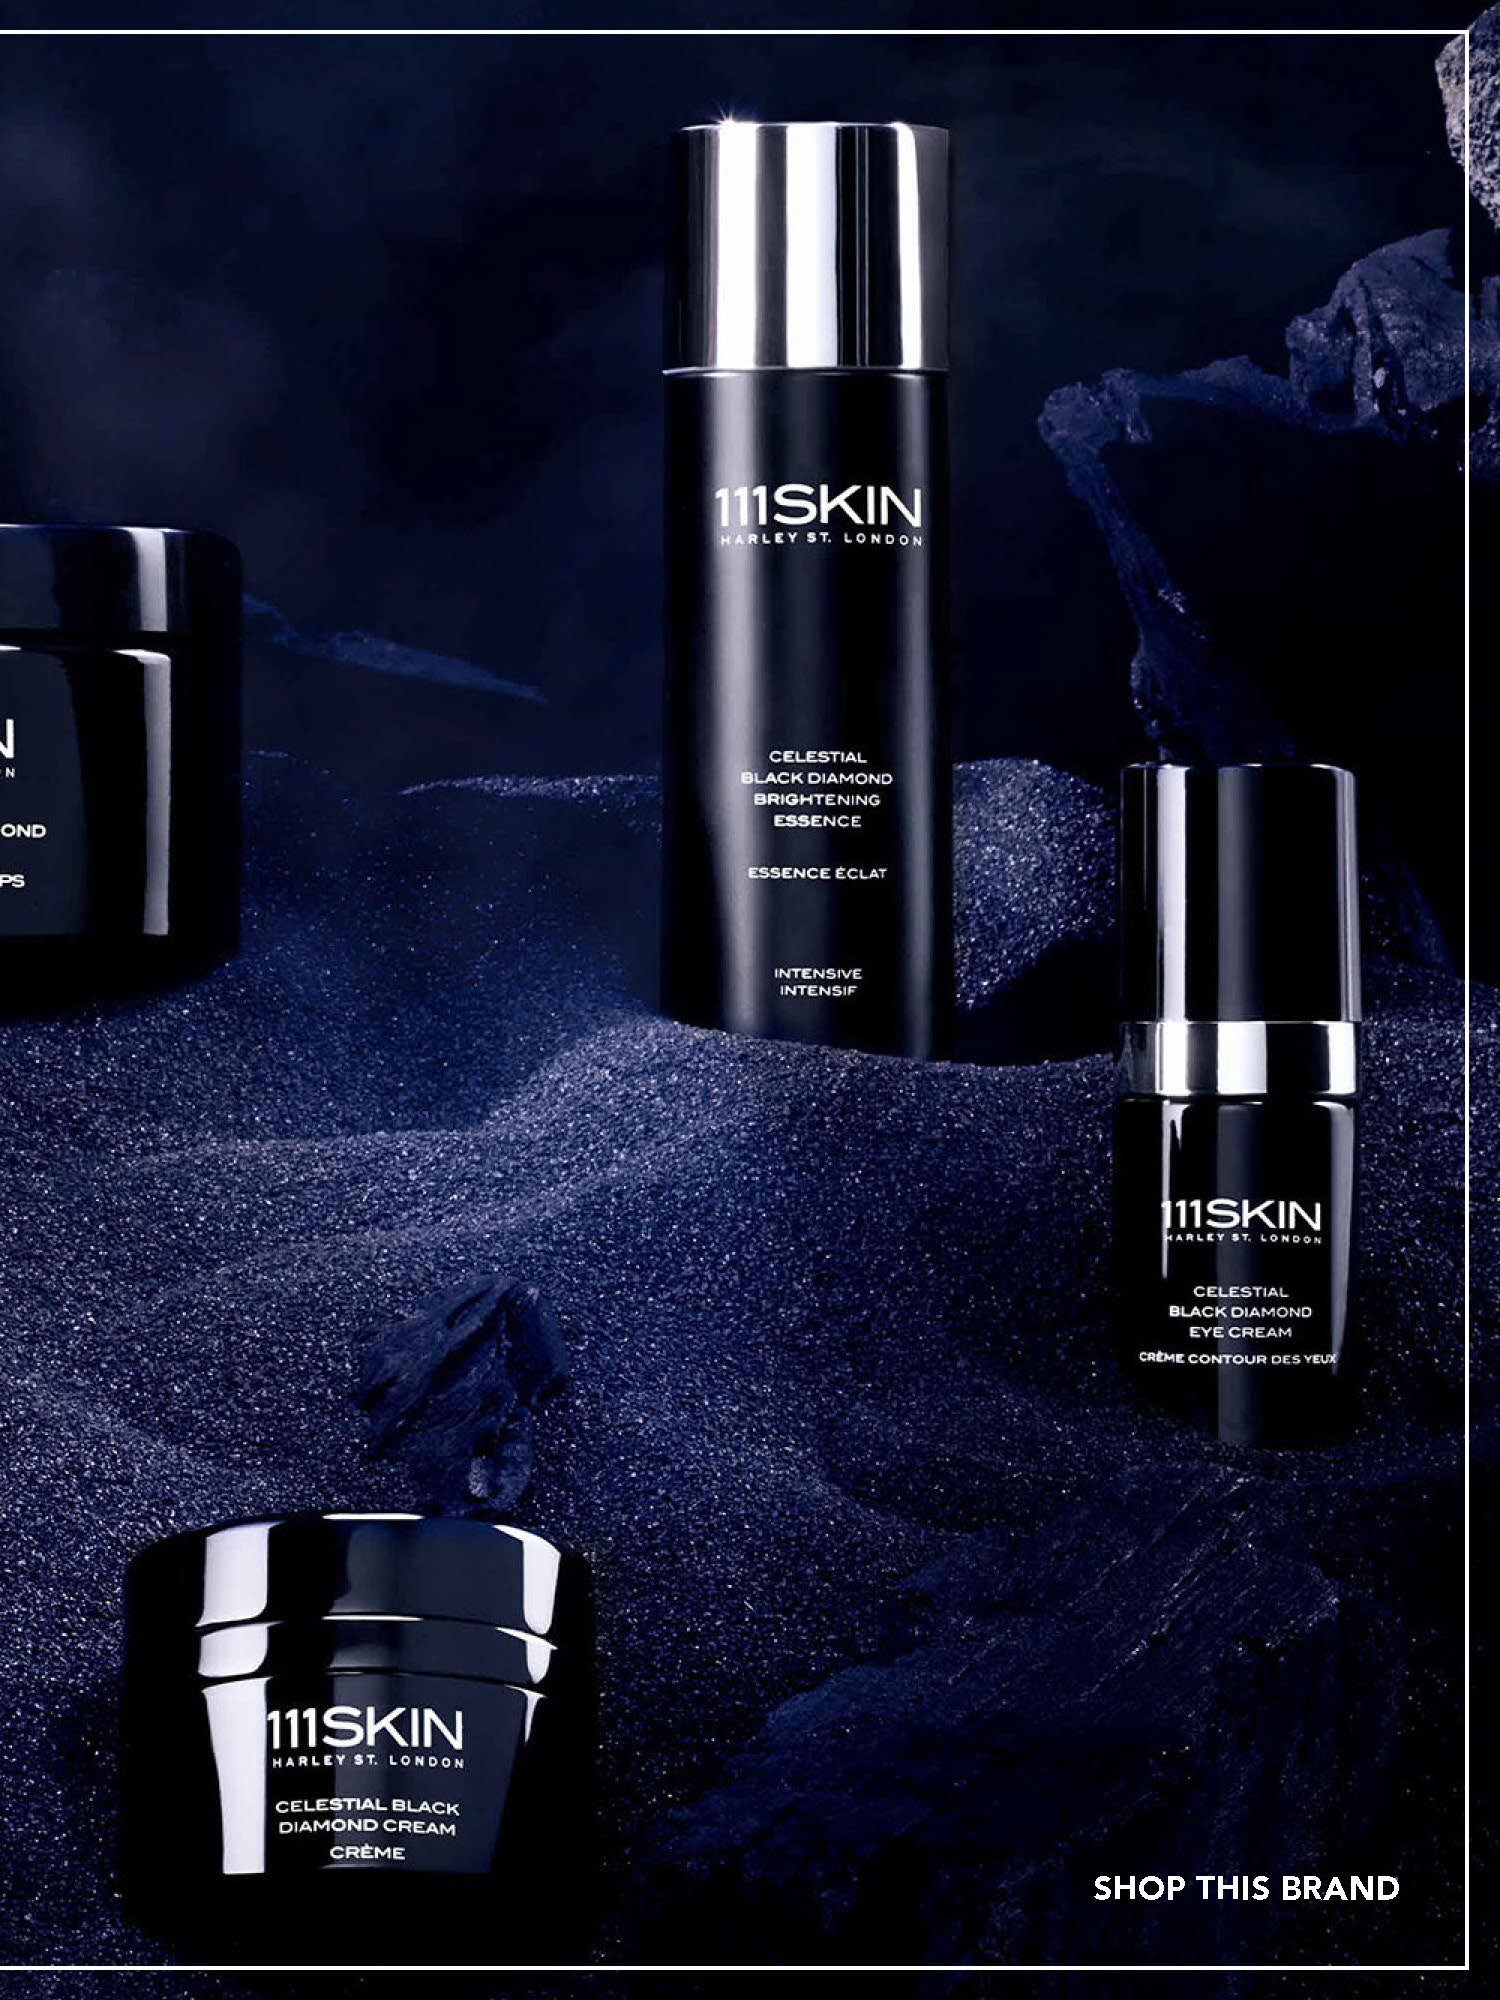 N
N
OND
PS
111SKIN
HARLEY ST. LONDON
CELESTIAL
BLACK DIAMOND
BRIGHTENING
ESSENCE
ESSENCE ÉCLAT
INTENSIVE
INTENSIF
111SKIN
HARLEY ST. LONDON
CELESTIAL
BLACK DIAMOND
EYE CREAM
CRÈME CONTOUR DES YEUX
111SKIN
HARLEY ST. LONDON
CELESTIAL BLACK
DIAMOND CREAM
CRÈME
SHOP THIS BRAND